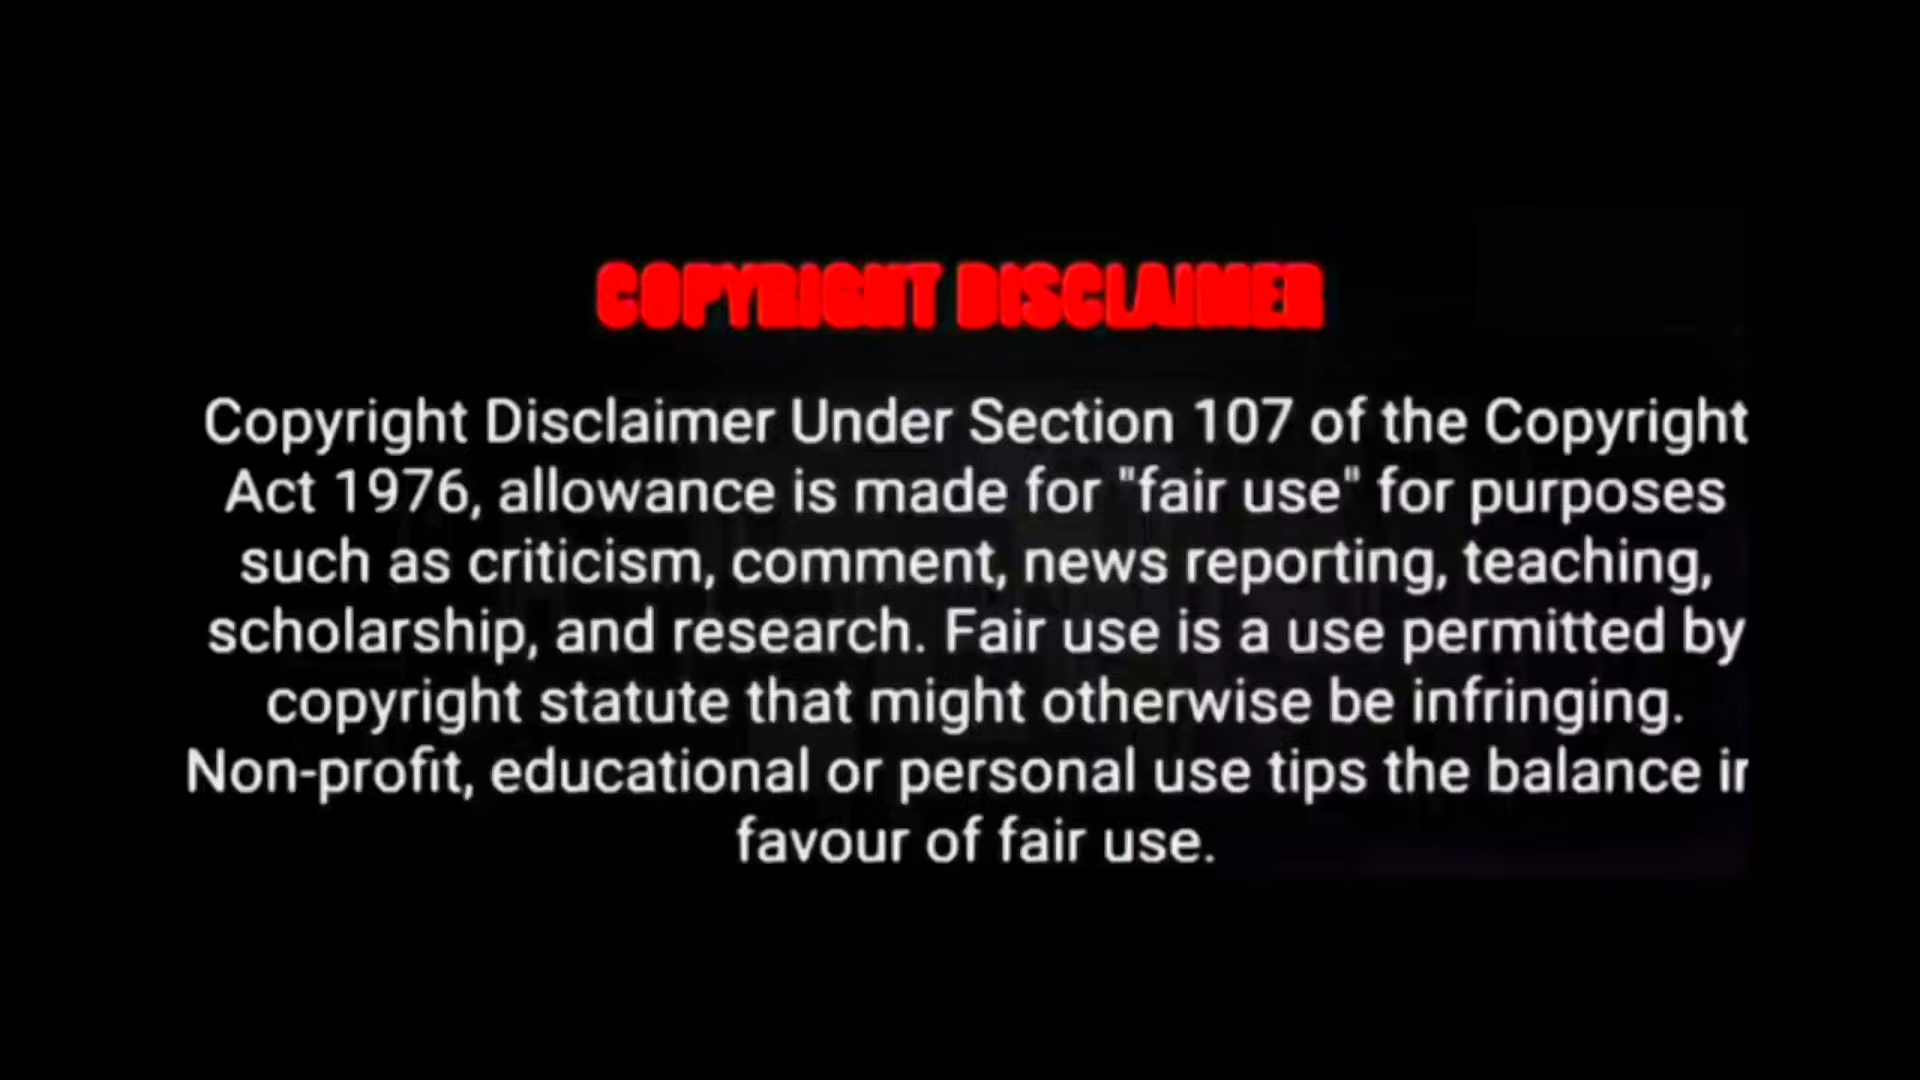 COPYRIGHT DISCLAIMER
Copyright Disclaimer Under Section 107 of the Copyright
Act 1976, allowance is made for "fair use" for purposes
such as criticism, comment, news reporting, teaching,
scholarship, and research. Fair use is a use permitted by
copyright statute that might otherwise be infringing.
Non-profit, educational or personal use tips the balance
favour of fair use.